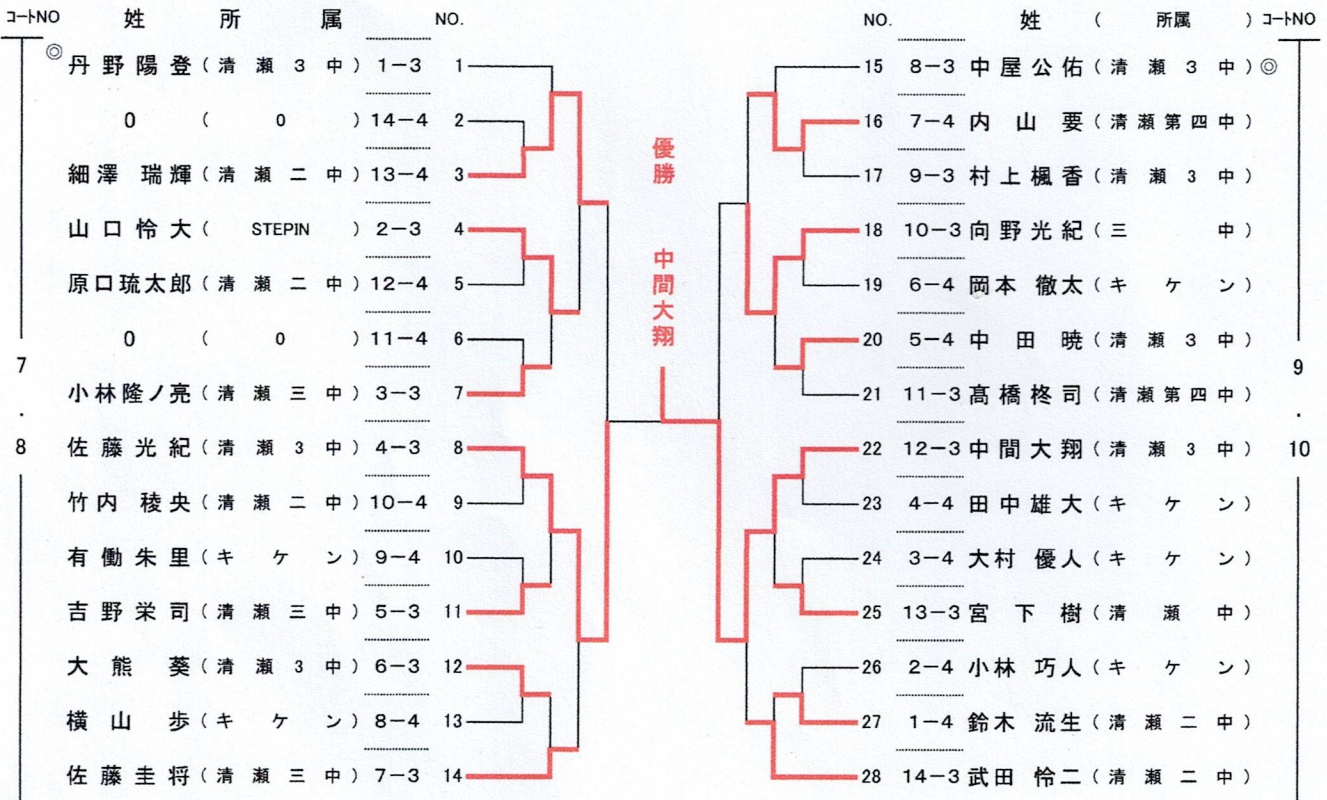 コートNO 姓 所 属 NO.
◎ 丹野陽登 (清瀬3中) 1-3 1
0 ( 0 ) 14-4 2
細澤 瑞輝 (清瀬二中) 13-4 3
山口怜大 ( STEPIN ) 2-3 4
原口琉太郎 (清瀬二中) 12-4 5
0 ( 0 ) 11-4 6
小林隆ノ亮 (清瀬三中) 3-3 7
佐藤光紀 (清瀬3中) 4-3 8
竹内 稜央 (清瀬二中) 10-4 9
有働朱里 (キケン) 9-4 10
吉野栄司 (清瀬三中) 5-3 11
大熊 葵 (清瀬3中) 6-3 12
横山 歩 (キケン) 8-4 13
佐藤圭将 (清瀬三中) 7-3 14
7
・
8
優勝 中間大翔
NO. 姓 ( 所属 ) コートNO
15 8-3 中屋公佑 (清瀬3中) ◎
16 7-4 内山 要 (清瀬第四中)
17 9-3 村上楓香 (清瀬3中)
18 10-3 向野光紀 (三中)
19 6-4 岡本 徹太 (キケン)
20 5-4 中田 暁 (清瀬3中)
21 11-3 髙橋柊司 (清瀬第四中)
22 12-3 中間大翔 (清瀬3中)
23 4-4 田中雄大 (キケン)
24 3-4 大村 優人 (キケン)
25 13-3 宮下 樹 (清瀬中)
26 2-4 小林 巧人 (キケン)
27 1-4 鈴木 流生 (清瀬二中)
28 14-3 武田 怜二 (清瀬二中)
9
・
10